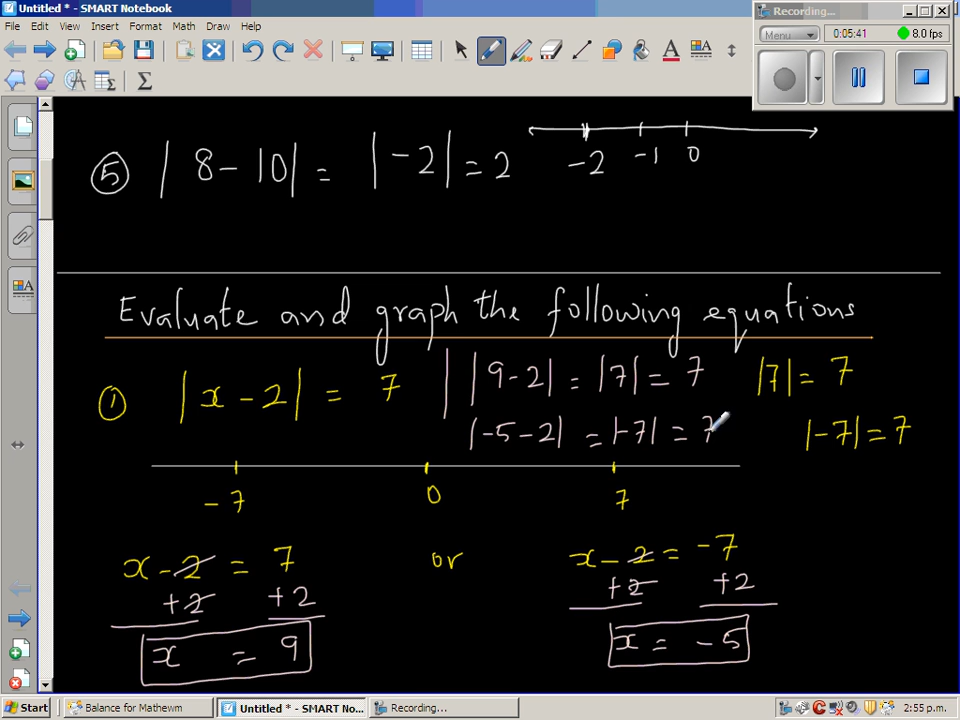 Untitled * - SMART Notebook
Recording...
File Edit View Insert Format Math Draw Help
Menu 0:05:41 8.0 fps
⑤ | 8 - 10 | = | -2 | = 2
-2 -1 0
Evaluate and graph the following equations
① | x - 2 | = 7 | |9 - 2| = |7| = 7 |7| = 7
|-5 - 2| = |-7| = 7 |-7| = 7
-7 0 7
x - 2 = 7 or x - 2 = -7
+2 +2 +2 +2
x = 9 x = -5
Start Balance for Mathewm Untitled * - SMART No... Recording... 2:55 p.m.